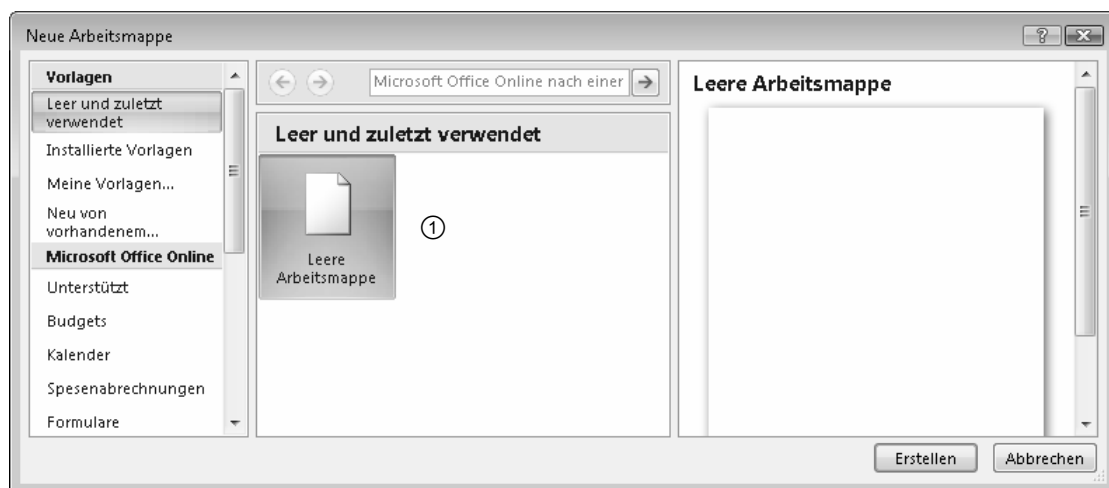 Neue Arbeitsmappe
Vorlagen
Leer und zuletzt
verwendet
Installierte Vorlagen
Meine Vorlagen...
Neu von
vorhandenem...
Microsoft Office Online
Unterstützt
Budgets
Kalender
Spesenabrechnungen
Formulare
Microsoft Office Online nach einer
Leer und zuletzt verwendet
Leere
Arbeitsmappe
①
Leere Arbeitsmappe
Erstellen
Abbrechen